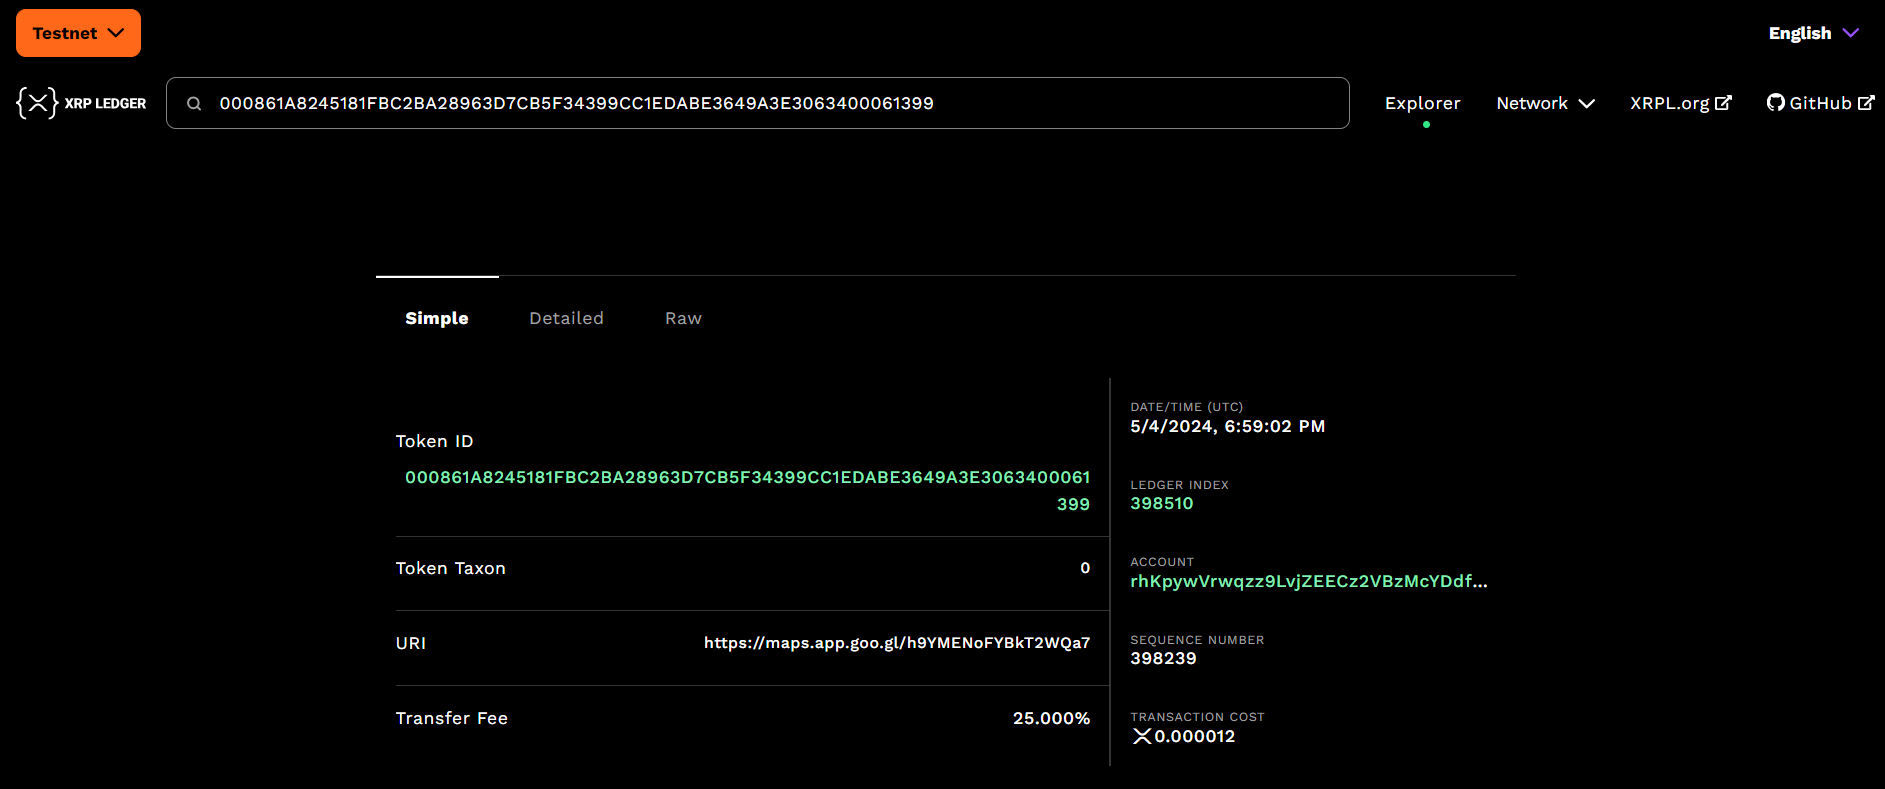 Testnet
English
XRP LEDGER
000861A8245181FBC2BA28963D7CB5F34399CC1EDABE3649A3E3063400061399
Explorer
Network
XRPL.org
GitHub
Simple
Detailed
Raw
Token ID
000861A8245181FBC2BA28963D7CB5F34399CC1EDABE3649A3E3063400061
399
Token Taxon
0
URI
https://maps.app.goo.gl/h9YMENoFYBkT2WQa7
Transfer Fee
25.000%
DATE/TIME (UTC)
5/4/2024, 6:59:02 PM
LEDGER INDEX
398510
ACCOUNT
rhKpywVrwqzz9LvjZEECz2VBzMcYDdf...
SEQUENCE NUMBER
398239
TRANSACTION COST
0.000012